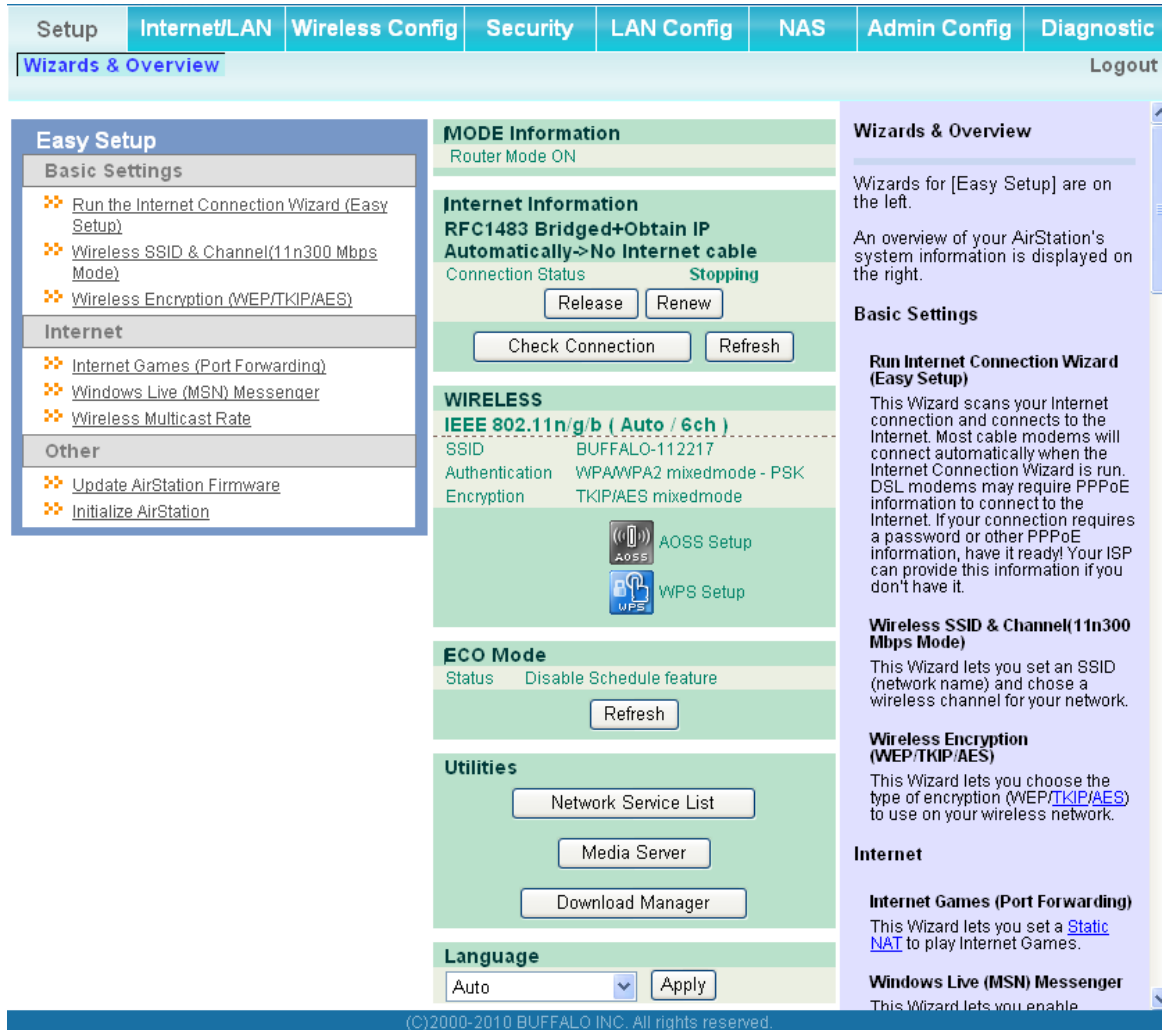 Setup
Internet/LAN
Wireless Config
Security
LAN Config
NAS
Admin Config
Diagnostic
Wizards & Overview
Logout
Easy Setup
Basic Settings
Run the Internet Connection Wizard (Easy
Setup)
Wireless SSID & Channel(11n300 Mbps
Mode)
Wireless Encryption (WEP/TKIP/AES)
Internet
Internet Games (Port Forwarding)
Windows Live (MSN) Messenger
Wireless Multicast Rate
Other
Update AirStation Firmware
Initialize AirStation
MODE Information
Router Mode ON
Internet Information
RFC1483 Bridged+Obtain IP
Automatically->No Internet cable
Connection Status Stopping
Release Renew
Check Connection Refresh
WIRELESS
IEEE 802.11n/g/b ( Auto / 6ch )
SSID BUFFALO-112217
Authentication WPA/WPA2 mixedmode - PSK
Encryption TKIP/AES mixedmode
AOSS
AOSS Setup
WPS
WPS Setup
ECO Mode
Status Disable Schedule feature
Refresh
Utilities
Network Service List
Media Server
Download Manager
Language
Auto Apply
Wizards & Overview
Wizards for [Easy Setup] are on
the left.
An overview of your AirStation's
system information is displayed on
the right.
Basic Settings
Run Internet Connection Wizard
(Easy Setup)
This Wizard scans your Internet
connection and connects to the
Internet. Most cable modems will
connect automatically when the
Internet Connection Wizard is run.
DSL modems may require PPPoE
information to connect to the
Internet. If your connection requires
a password or other PPPoE
information, have it ready! Your ISP
can provide this information if you
don't have it.
Wireless SSID & Channel(11n300
Mbps Mode)
This Wizard lets you set an SSID
(network name) and chose a
wireless channel for your network.
Wireless Encryption
(WEP/TKIP/AES)
This Wizard lets you choose the
type of encryption (WEP/TKIP/AES)
to use on your wireless network.
Internet
Internet Games (Port Forwarding)
This Wizard lets you set a Static
NAT to play Internet Games.
Windows Live (MSN) Messenger
This Wizard lets you enable
(C)2000-2010 BUFFALO INC. All rights reserved.